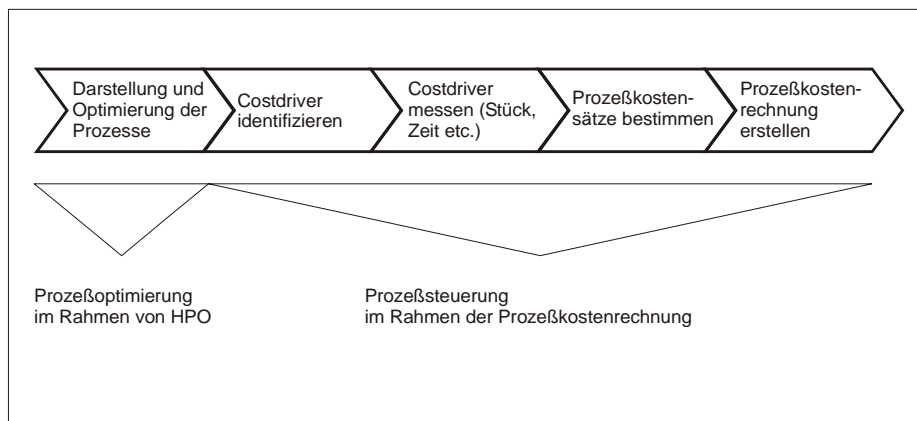 Darstellung und
Optimierung der
Prozesse
Costdriver
identifizieren
Costdriver
messen (Stück,
Zeit etc.)
Prozeßkosten-
sätze bestimmen
Prozeßkosten-
rechnung
erstellen
Prozeßoptimierung
im Rahmen von HPO
Prozeßsteuerung
im Rahmen der Prozeßkostenrechnung